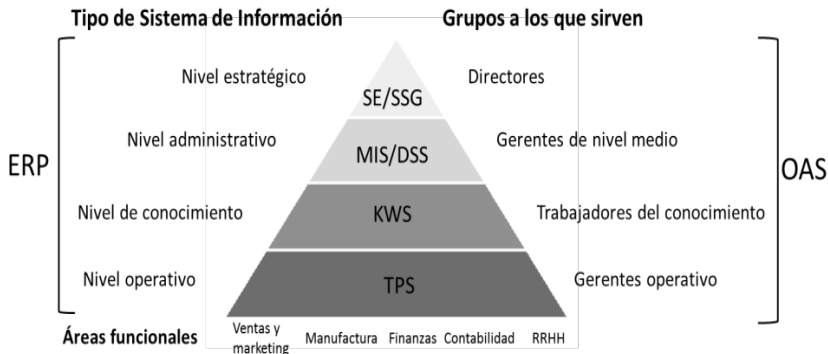 Tipo de Sistema de Información Grupos a los que sirven
Nivel estratégico SE/SSG Directores
Nivel administrativo MIS/DSS Gerentes de nivel medio
ERP OAS
Nivel de conocimiento KWS Trabajadores del conocimiento
Nivel operativo TPS Gerentes operativo
Áreas funcionales Ventas y marketing Manufactura Finanzas Contabilidad RRHH